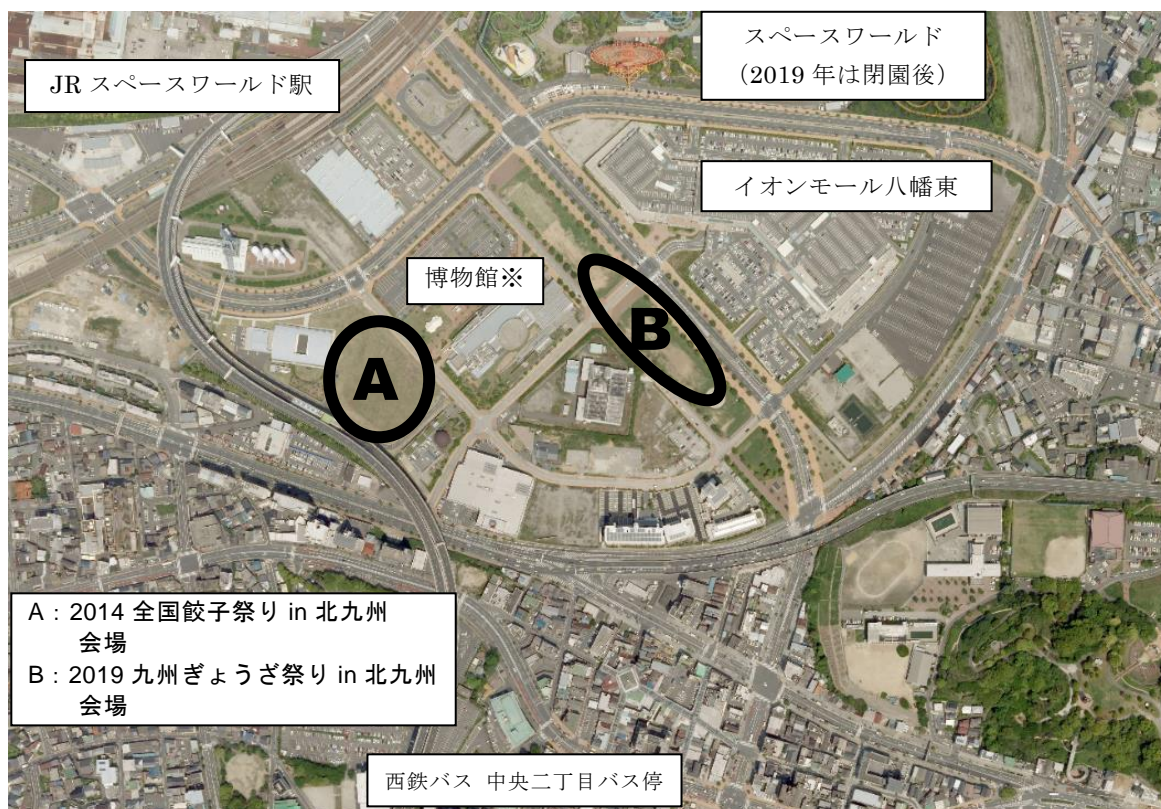 スペースワールド
（2019 年は閉園後）
JR スペースワールド駅
イオンモール八幡東
博物館※
B
A
A：2014 全国餃子祭り in 北九州
会場
B：2019 九州ぎょうざ祭り in 北九州
会場
西鉄バス 中央二丁目バス停